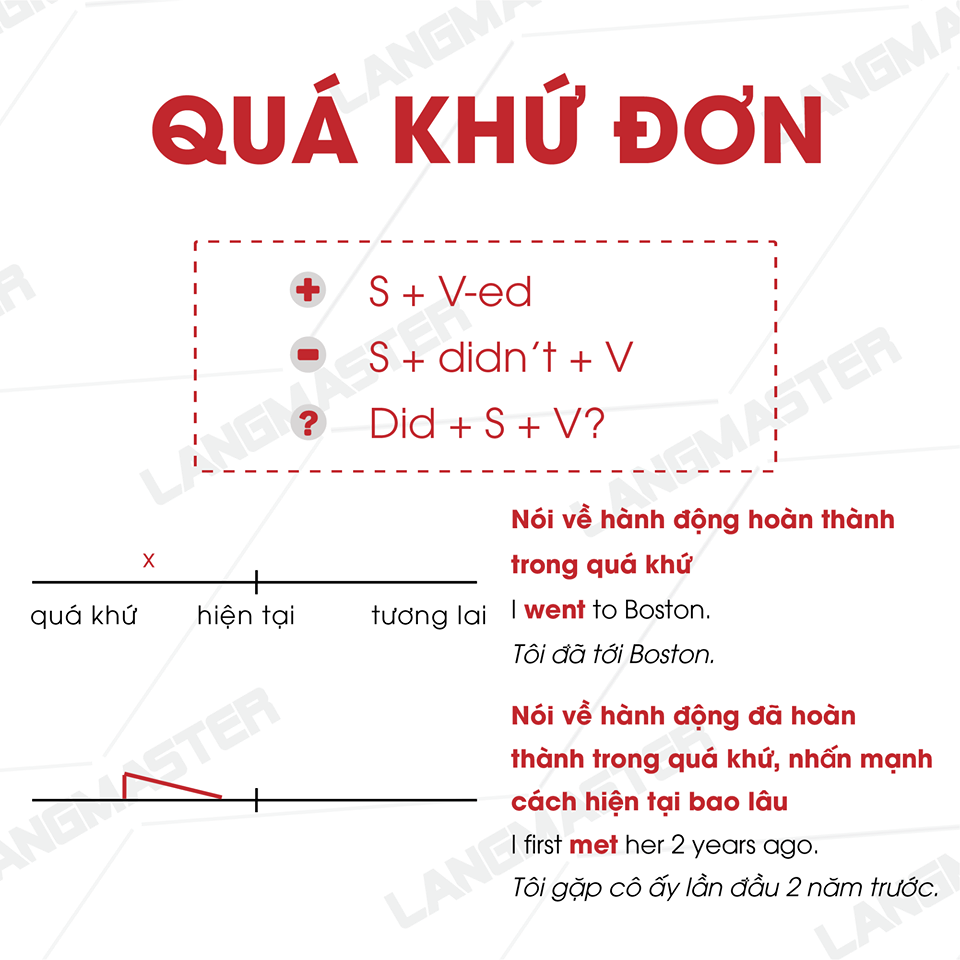 QUÁ KHỨ ĐƠN
+ S + V-ed
- S + didn't + V
? Did + S + V?
x
quá khứ hiện tại tương lai
Nói về hành động hoàn thành
trong quá khứ
I went to Boston.
Tôi đã tới Boston.
Nói về hành động đã hoàn
thành trong quá khứ, nhấn mạnh
cách hiện tại bao lâu
I first met her 2 years ago.
Tôi gặp cô ấy lần đầu 2 năm trước.
LANGMASTER
LANGMASTER
LANGMASTER
LANGMASTER
LANGMASTER
LANGMASTER
LANGMASTER
LANGMASTER